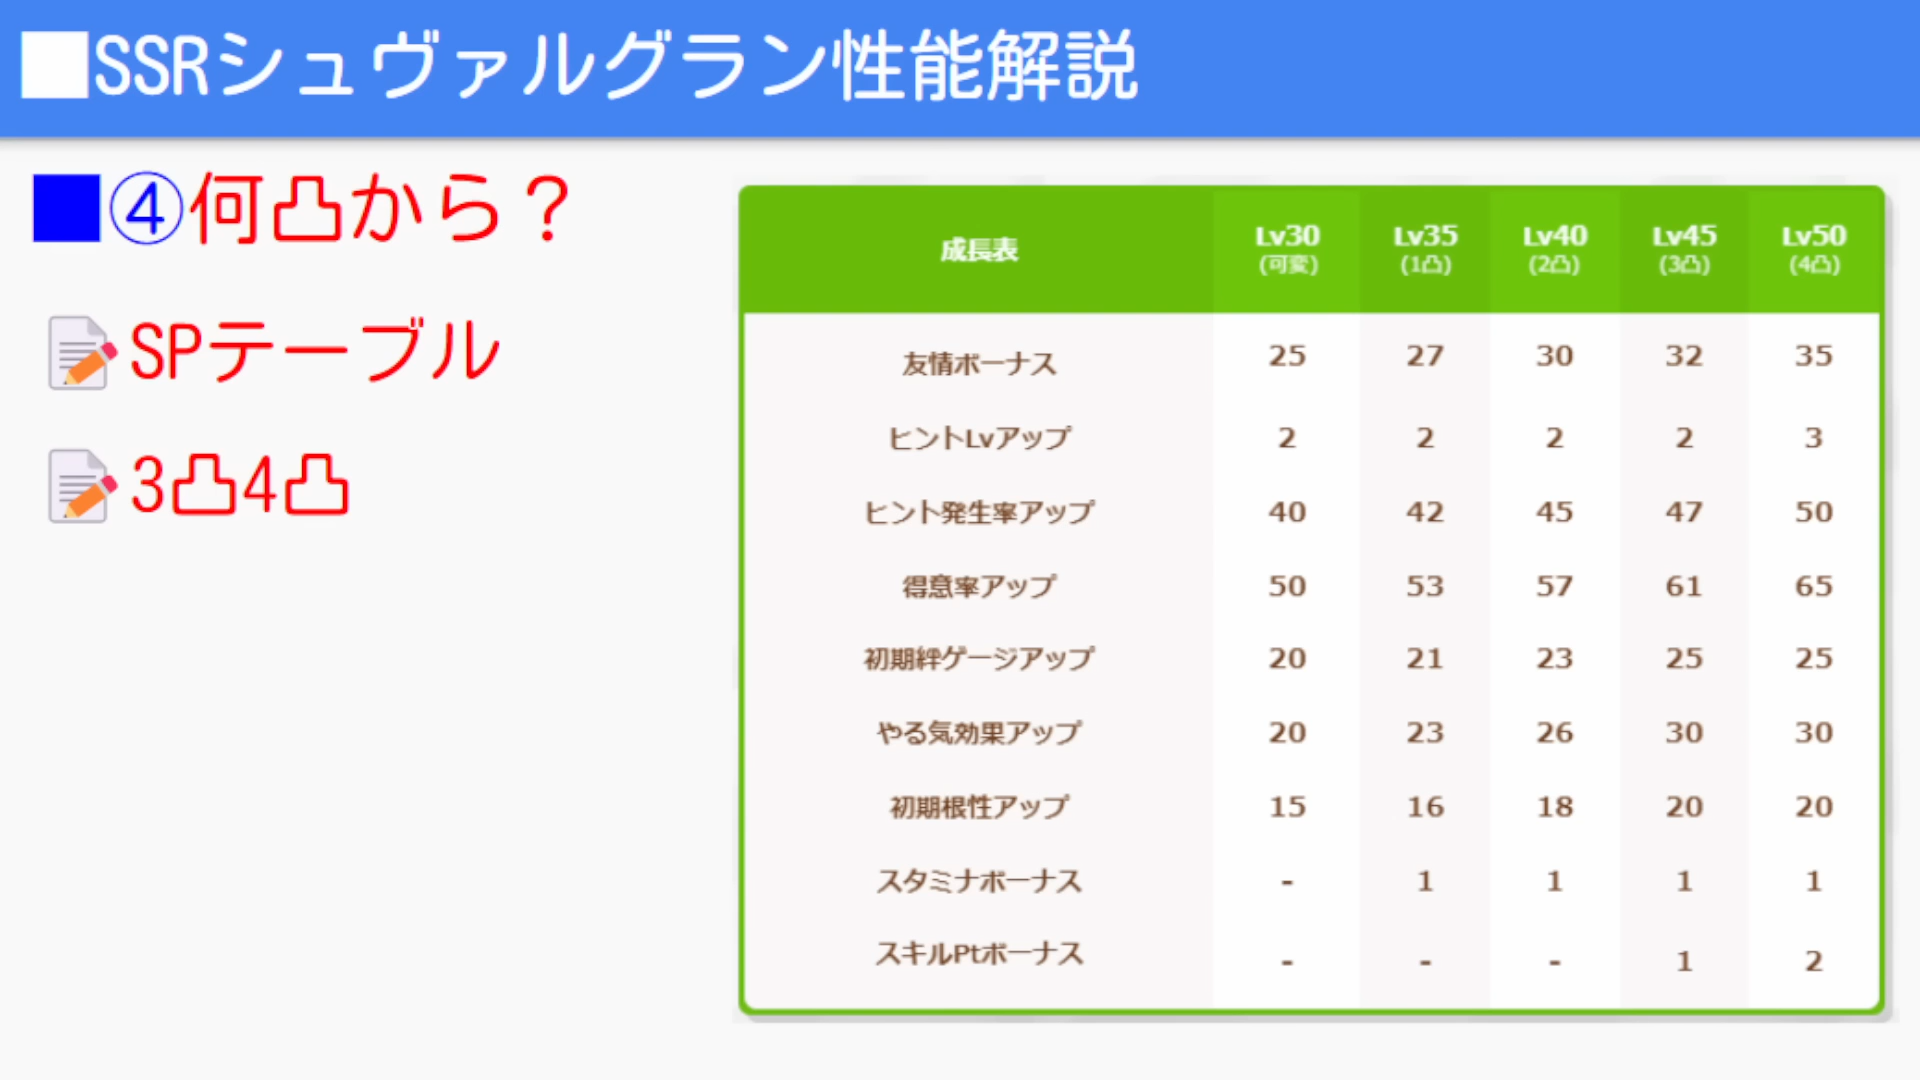 ■SSRシュヴァルグラン性能解説
■④何凸から？
SPテーブル
3凸4凸
成長表 Lv30 (可変) Lv35 (1凸) Lv40 (2凸) Lv45 (3凸) Lv50 (4凸)
友情ボーナス 25 27 30 32 35
ヒントLvアップ 2 2 2 2 3
ヒント発生率アップ 40 42 45 47 50
得意率アップ 50 53 57 61 65
初期絆ゲージアップ 20 21 23 25 25
やる気効果アップ 20 23 26 30 30
初期根性アップ 15 16 18 20 20
スタミナボーナス - 1 1 1 1
スキルPtボーナス - - - 1 2